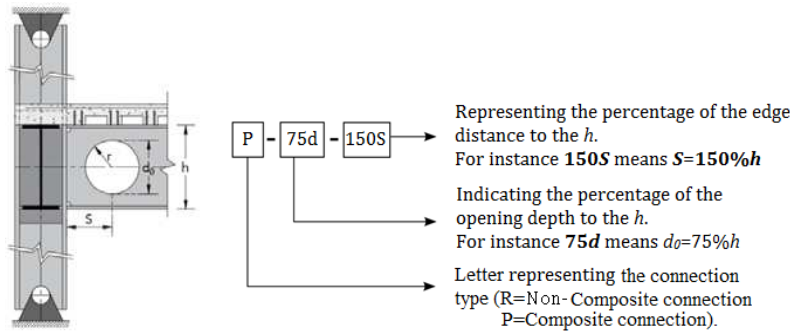 r
d₀
h
S
P - 75d - 150S
Representing the percentage of the edge
distance to the h.
For instance 150S means S=150%h
Indicating the percentage of the
opening depth to the h.
For instance 75d means d₀=75%h
Letter representing the connection
type (R=Non-Composite connection
P=Composite connection).